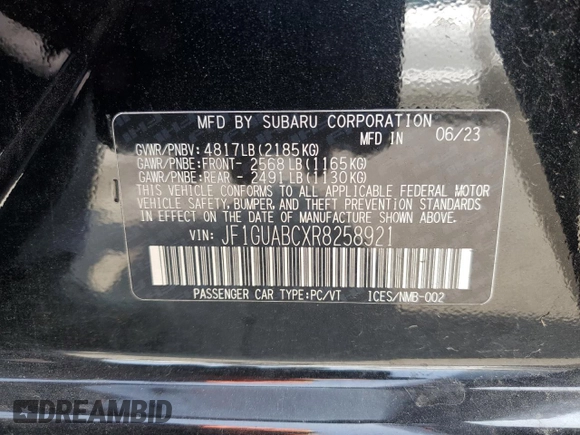 MFD BY SUBARU CORPORATION
MFD IN 06/23
GVWR/PNBV: 4817LB(2185KG)
GAWR/PNBE:FRONT- 2568LB(1165KG)
GAWR/PNBE:REAR - 2491LB(1130KG)
THIS VEHICLE CONFORMS TO ALL APPLICABLE FEDERAL MOTOR
VEHICLE SAFETY,BUMPER,AND THEFT PREVENTION STANDARDS
IN EFFECT ON THE DATE OF MANUFACTURE SHOWN ABOVE.
VIN: JF1GUABCXR8258921
PASSENGER CAR TYPE:PC/VT ICES/NMB-002
DREAMBID